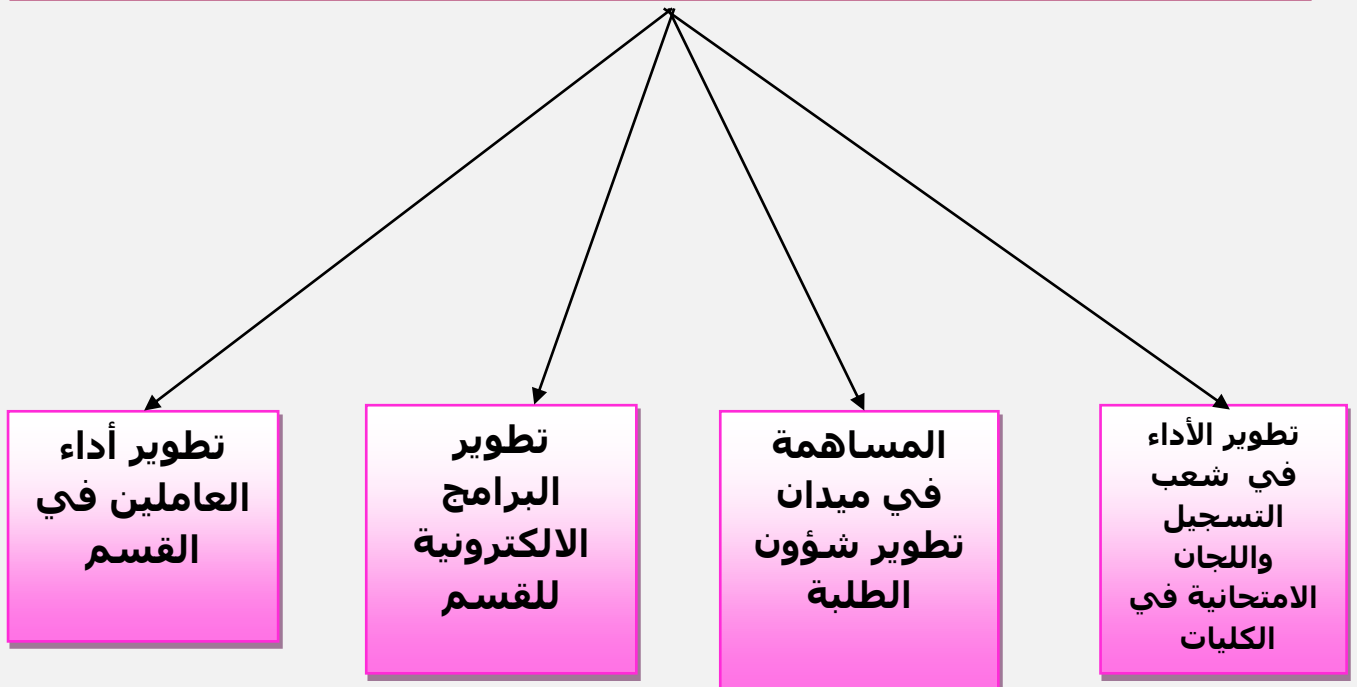 تطوير الأداء
في شعب
التسجيل
واللجان
الامتحانية في
الكليات
المساهمة
في ميدان
تطوير شؤون
الطلبة
تطوير
البرامج
الالكترونية
للقسم
تطوير أداء
العاملين في
القسم